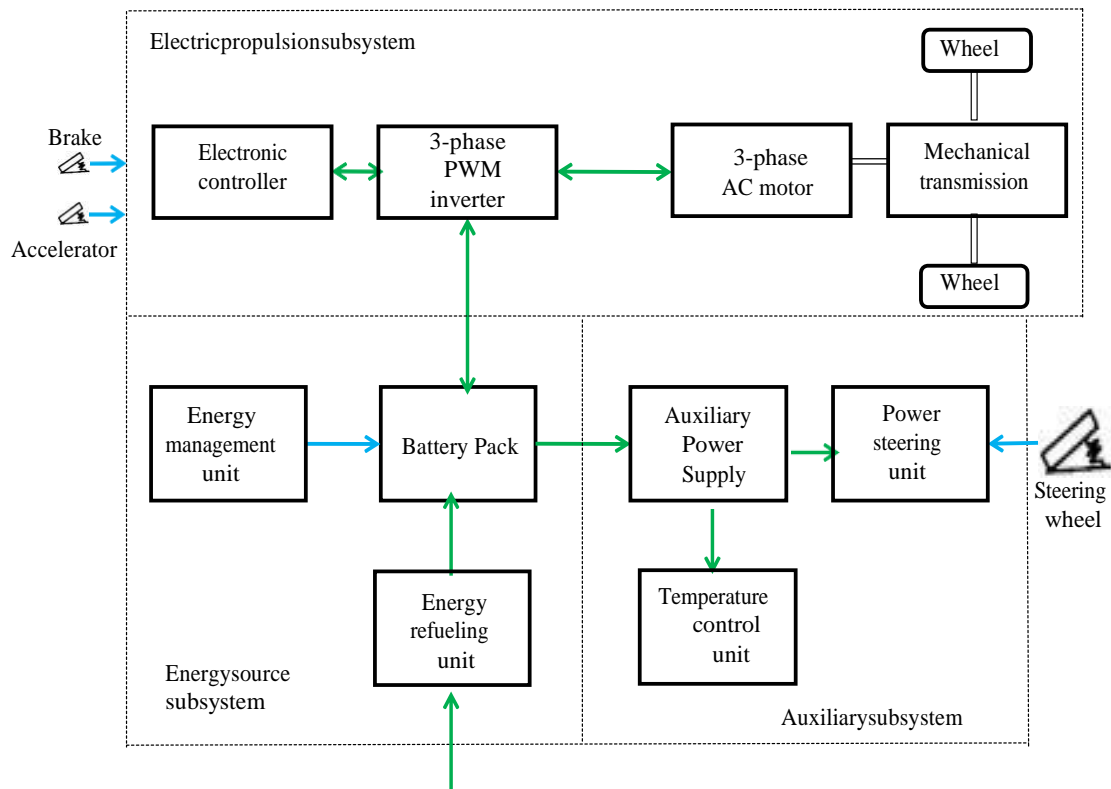 Electricpropulsionsubsystem
Wheel
Brake
Accelerator
Electronic
controller
3-phase
PWM
inverter
3-phase
AC motor
Mechanical
transmission
Wheel
Energy
management
unit
Battery Pack
Auxiliary
Power
Supply
Power
steering
unit
Steering
wheel
Energy
refueling
unit
Temperature
control
unit
Energysource
subsystem
Auxiliarysubsystem